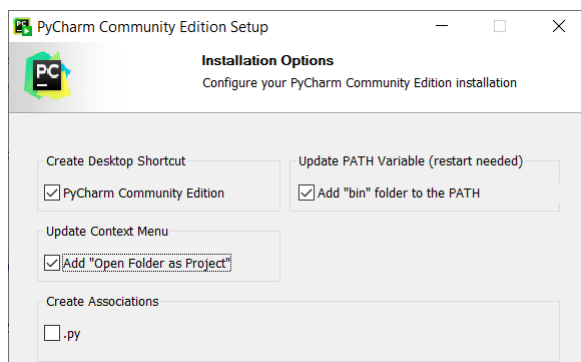 PC PyCharm Community Edition Setup
PC
Installation Options
Configure your PyCharm Community Edition installation
Create Desktop Shortcut
PyCharm Community Edition
Update PATH Variable (restart needed)
Add "bin" folder to the PATH
Update Context Menu
Add "Open Folder as Project"
Create Associations
.py